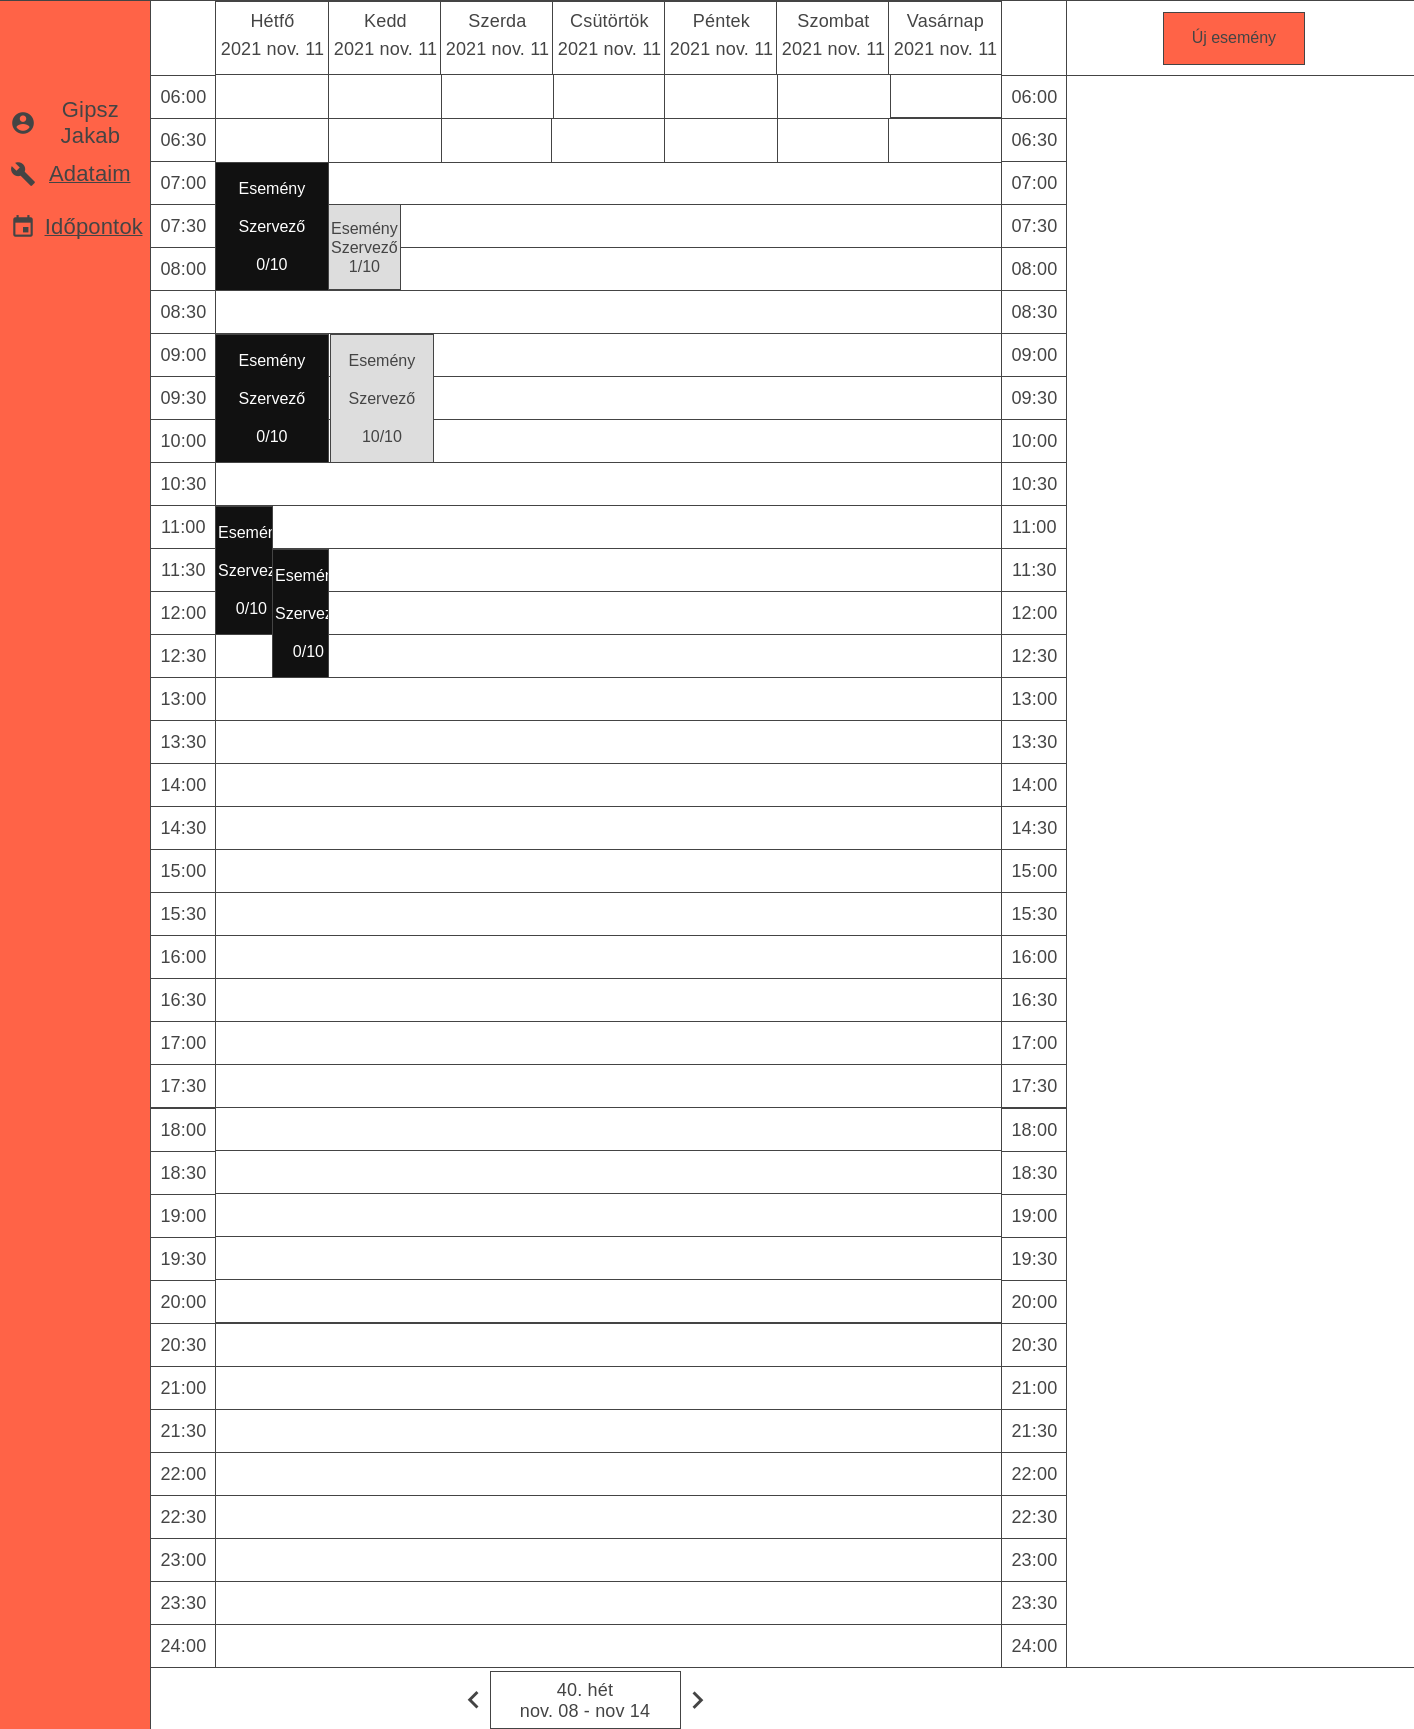 Hétfő Kedd Szerda Csütörtök Péntek Szombat Vasárnap
2021 nov. 11 2021 nov. 11 2021 nov. 11 2021 nov. 11 2021 nov. 11 2021 nov. 11 2021 nov. 11
Új esemény
Gipsz
Jakab
Adataim
Időpontok
06:00 06:00
06:30 06:30
07:00 Esemény 07:00
07:30 Szervező Esemény 07:30
Szervező
08:00 0/10 1/10 08:00
08:30 08:30
09:00 Esemény Esemény 09:00
09:30 Szervező Szervező 09:30
10:00 0/10 10/10 10:00
10:30 10:30
11:00 Esemén 11:00
11:30 Szervez Esemén 11:30
12:00 0/10 Szervez 12:00
12:30 0/10 12:30
13:00 13:00
13:30 13:30
14:00 14:00
14:30 14:30
15:00 15:00
15:30 15:30
16:00 16:00
16:30 16:30
17:00 17:00
17:30 17:30
18:00 18:00
18:30 18:30
19:00 19:00
19:30 19:30
20:00 20:00
20:30 20:30
21:00 21:00
21:30 21:30
22:00 22:00
22:30 22:30
23:00 23:00
23:30 23:30
24:00 24:00
40. hét
nov. 08 - nov 14